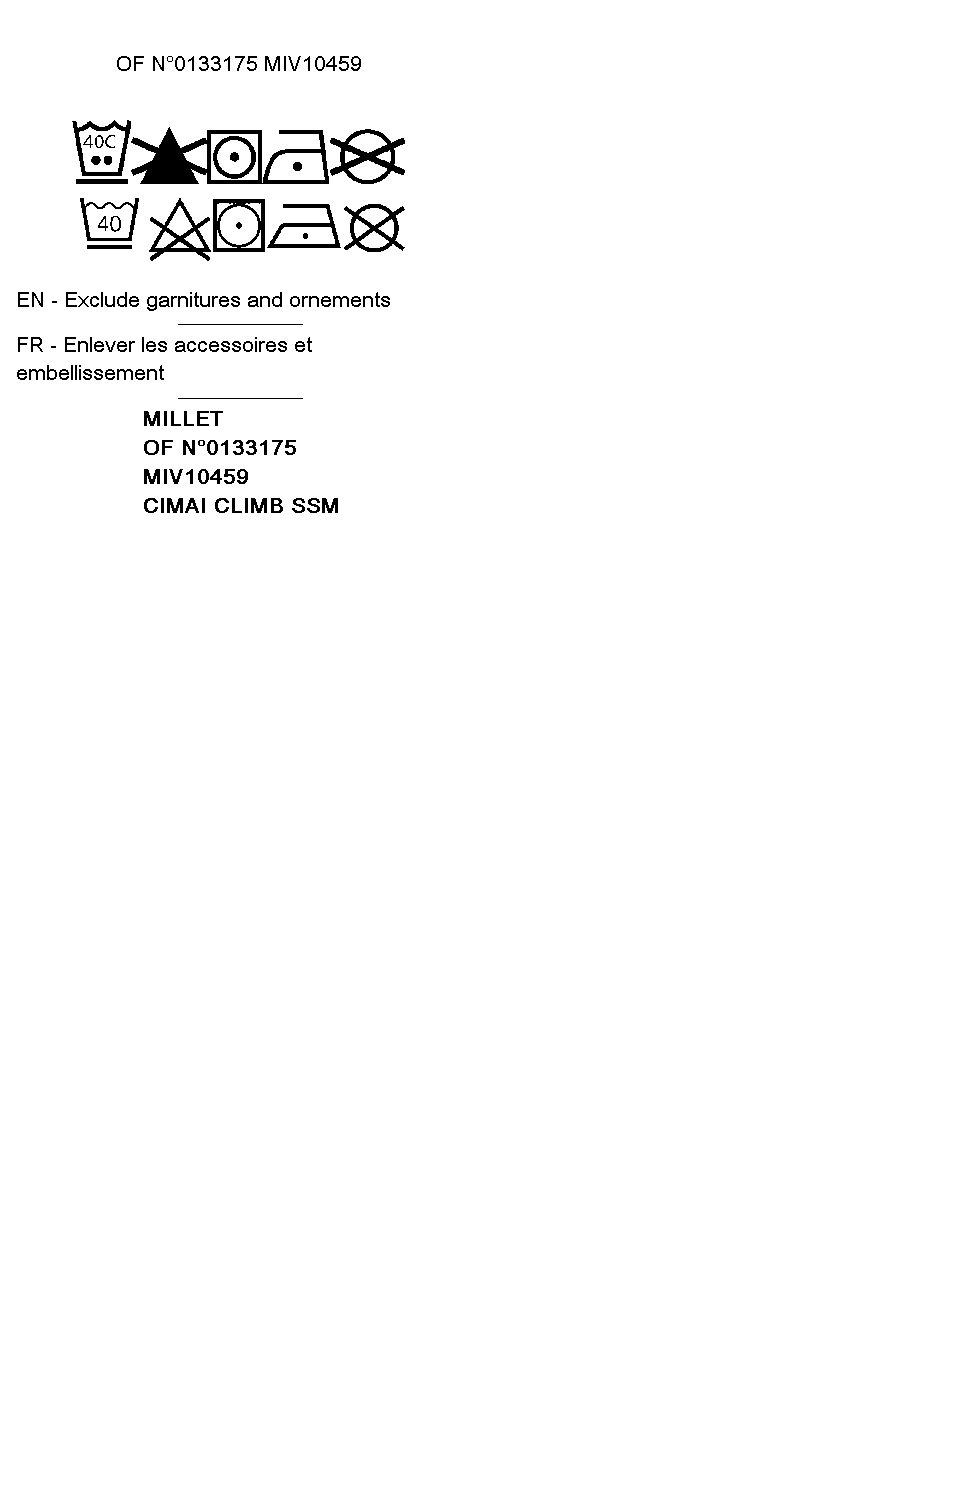 OF N°0133175 MIV10459
40C
40
EN - Exclude garnitures and ornements
FR - Enlever les accessoires et
embellissement
MILLET
OF N°0133175
MIV10459
CIMAI CLIMB SSM